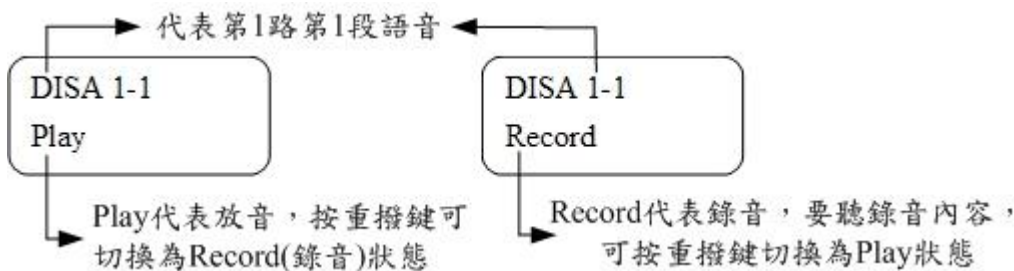 代表第1路第1段語音
DISA 1-1
Play
DISA 1-1
Record
Play代表放音，按重撥鍵可
切換為Record(錄音)狀態
Record代表錄音，要聽錄音內容，
可按重撥鍵切換為Play狀態